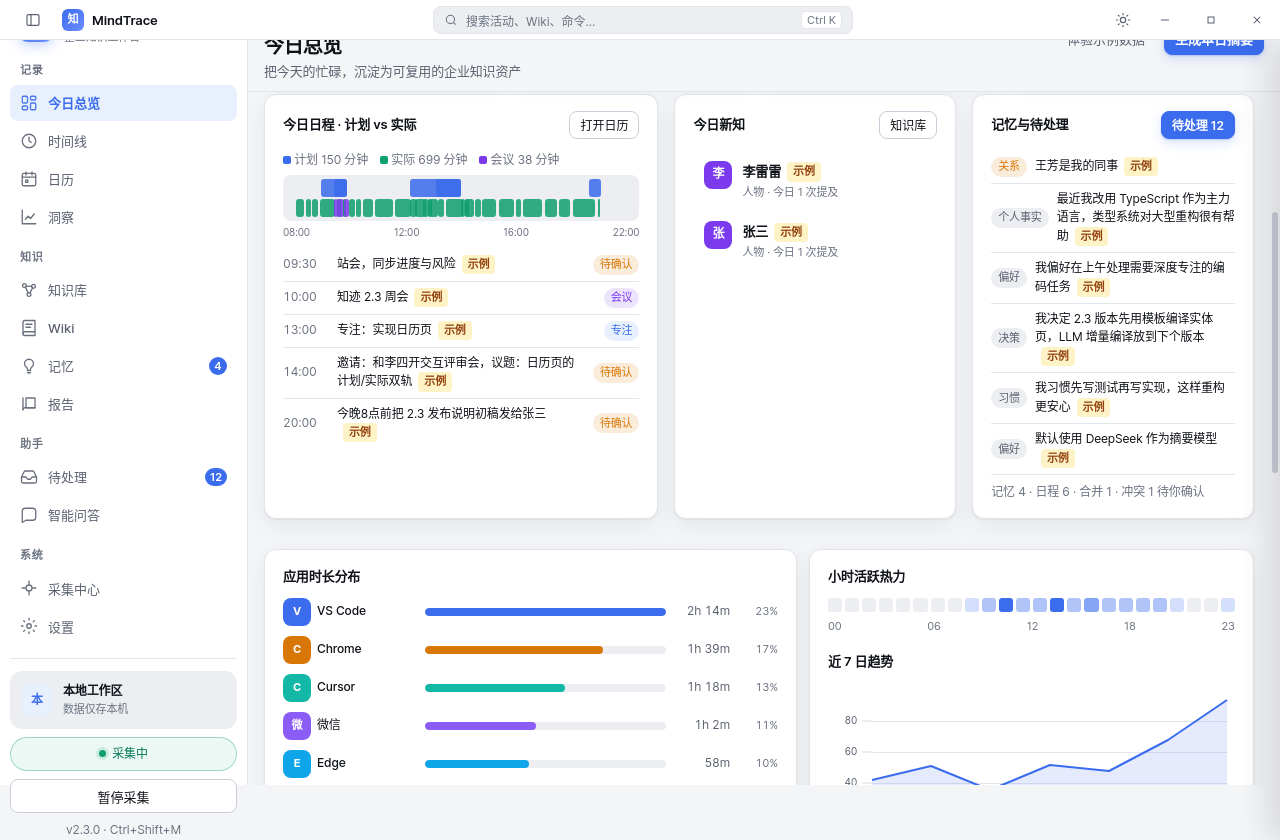 知 MindTrace
搜索活动、Wiki、命令...
Ctrl K
记录
今日总览
时间线
日历
洞察
知识
知识库
Wiki
记忆 4
报告
助手
待处理 12
智能问答
系统
采集中心
设置
本
本地工作区
数据仅存本机
采集中
暂停采集
v2.3.0 · Ctrl+Shift+M
今日总览
把今天的忙碌，沉淀为可复用的企业知识资产
体验示例数据
生成本日摘要
今日日程 · 计划 vs 实际
打开日历
计划 150 分钟 实际 699 分钟 会议 38 分钟
08:00 12:00 16:00 22:00
09:30 站会，同步进度与风险 示例 待确认
10:00 知迹 2.3 周会 示例 会议
13:00 专注：实现日历页 示例 专注
14:00 邀请：和李四开交互评审会，议题：日历页的
计划/实际双轨 示例 待确认
20:00 今晚8点前把 2.3 发布说明初稿发给张三
示例 待确认
今日新知
知识库
李 李雷雷 示例
人物 · 今日 1 次提及
张 张三 示例
人物 · 今日 1 次提及
记忆与待处理
待处理 12
关系 王芳是我的同事 示例
个人事实 最近我改用 TypeScript 作为主力
语言，类型系统对大型重构很有帮
助 示例
偏好 我偏好在上午处理需要深度专注的编
码任务 示例
决策 我决定 2.3 版本先用模板编译实体
页，LLM 增量编译放到下个版本
示例
习惯 我习惯先写测试再写实现，这样重构
更安心 示例
偏好 默认使用 DeepSeek 作为摘要模型
示例
记忆 4 · 日程 6 · 合并 1 · 冲突 1 待你确认
应用时长分布
V VS Code 2h 14m 23%
C Chrome 1h 39m 17%
C Cursor 1h 18m 13%
微 微信 1h 2m 11%
E Edge 58m 10%
小时活跃热力
00 06 12 18 23
近 7 日趋势
80
60
40